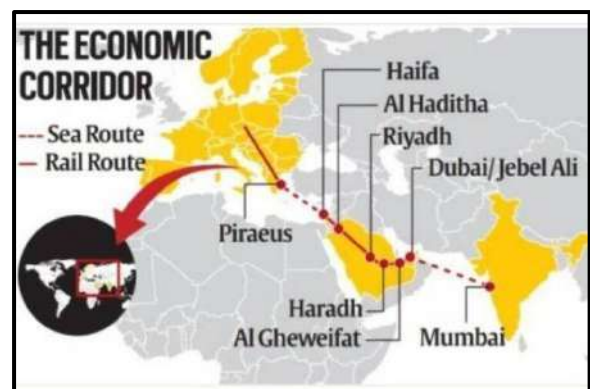 THE ECONOMIC
CORRIDOR
Sea Route
Rail Route
Haifa
Al Haditha
Riyadh
Dubai/Jebel Ali
Piraeus
Haradh
Al Gheweifat
Mumbai